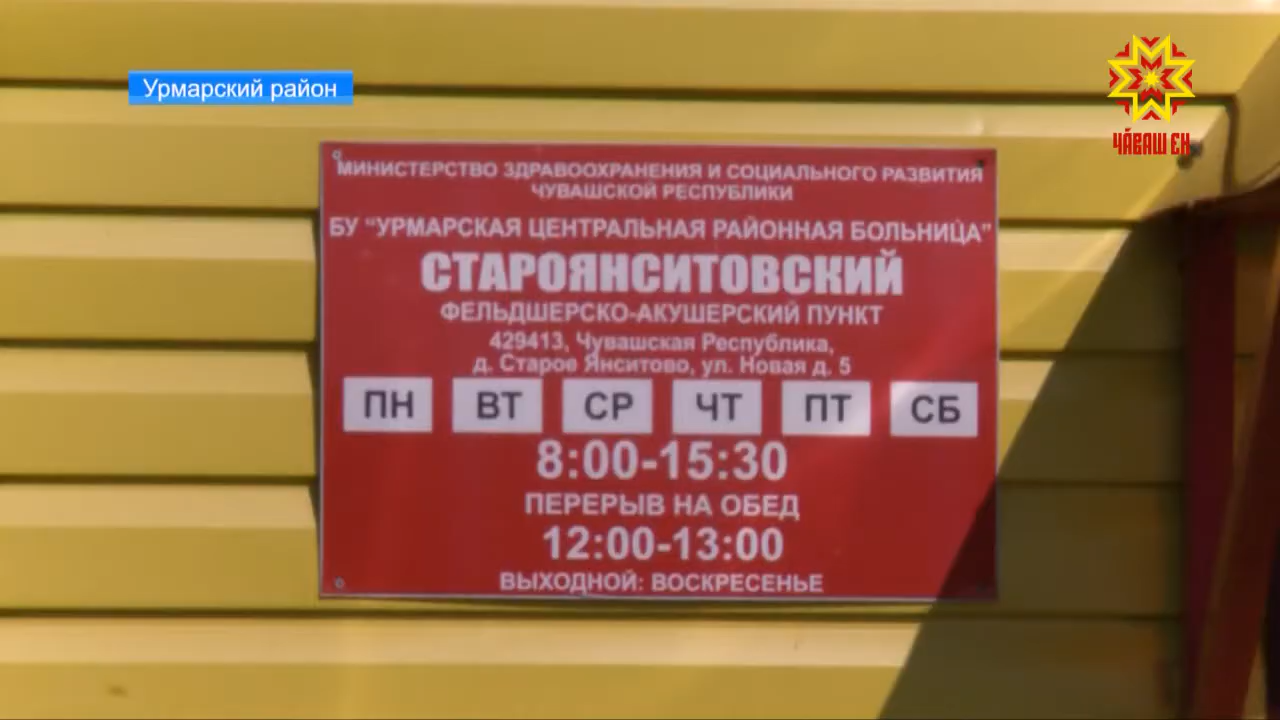 Урмарский район
ЧӐВАШ ЕН
МИНИСТЕРСТВО ЗДРАВООХРАНЕНИЯ И СОЦИАЛЬНОГО РАЗВИТИЯ
ЧУВАШСКОЙ РЕСПУБЛИКИ
БУ "УРМАРСКАЯ ЦЕНТРАЛЬНАЯ РАЙОННАЯ БОЛЬНИЦА"
СТАРОЯНСИТОВСКИЙ
ФЕЛЬДШЕРСКО-АКУШЕРСКИЙ ПУНКТ
429413, Чувашская Республика,
д. Старое Янситово, ул. Новая д. 5
ПН ВТ СР ЧТ ПТ СБ
8:00-15:30
ПЕРЕРЫВ НА ОБЕД
12:00-13:00
ВЫХОДНОЙ: ВОСКРЕСЕНЬЕ